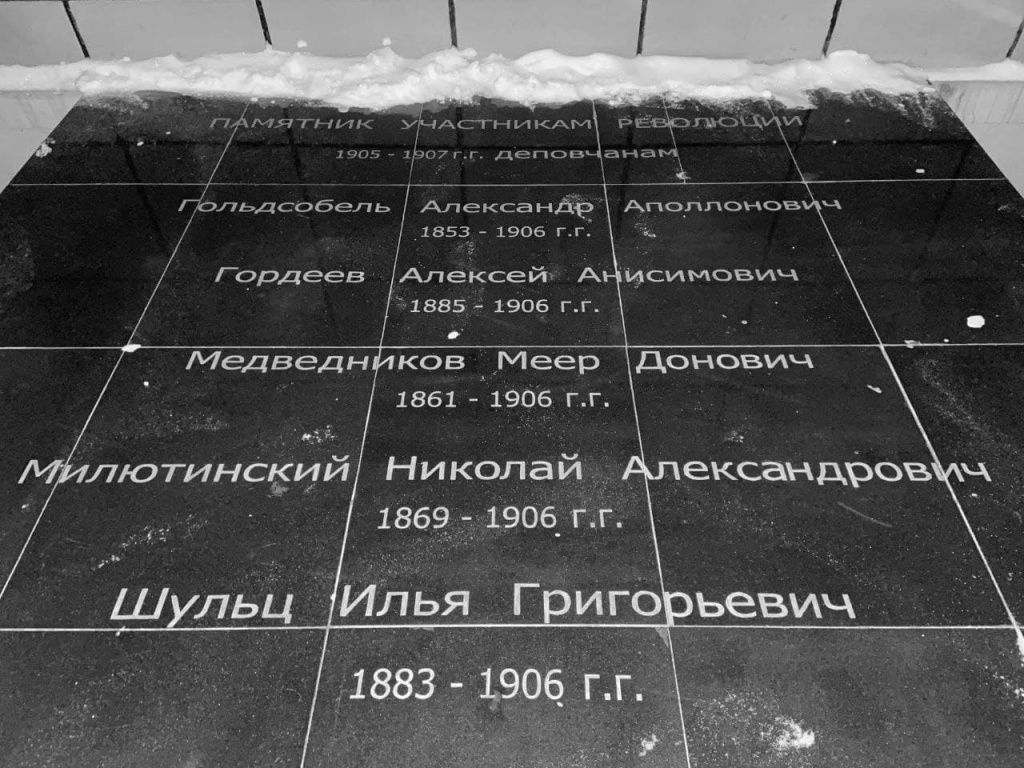 ПАМЯТНИК УЧАСТНИКАМ РЕВОЛЮЦИИ
1905 - 1907 г.г. деповчанам
Гольдсобель Александр Аполлонович
1853 - 1906 г.г.
Гордеев Алексей Анисимович
1885 - 1906 г.г.
Медведников Меер Донович
1861 - 1906 г.г.
Милютинский Николай Александрович
1869 - 1906 г.г.
Шульц Илья Григорьевич
1883 - 1906 г.г.